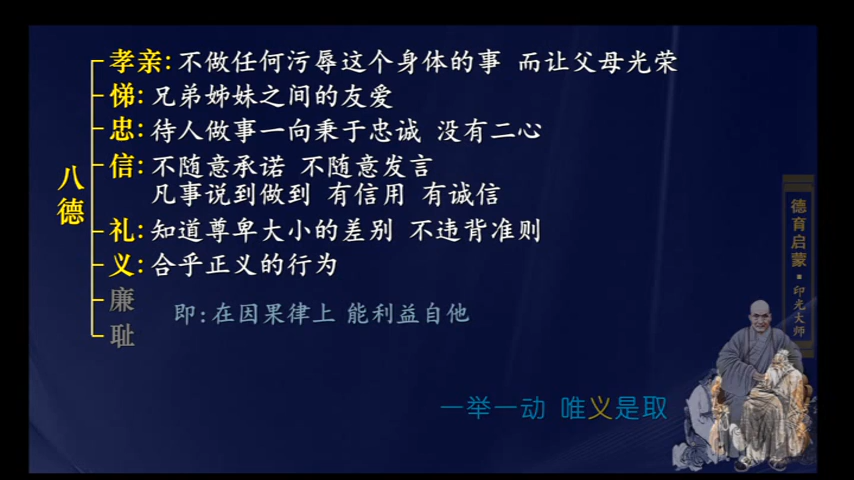 八德
孝亲:不做任何污辱这个身体的事 而让父母光荣
悌:兄弟姊妹之间的友爱
忠:待人做事一向秉于忠诚 没有二心
信:不随意承诺 不随意发言
凡事说到做到 有信用 有诚信
礼:知道尊卑大小的差别 不违背准则
义:合乎正义的行为
廉
即:在因果律上 能利益自他
耻
一举一动 唯义是取
德育启蒙·印光大师